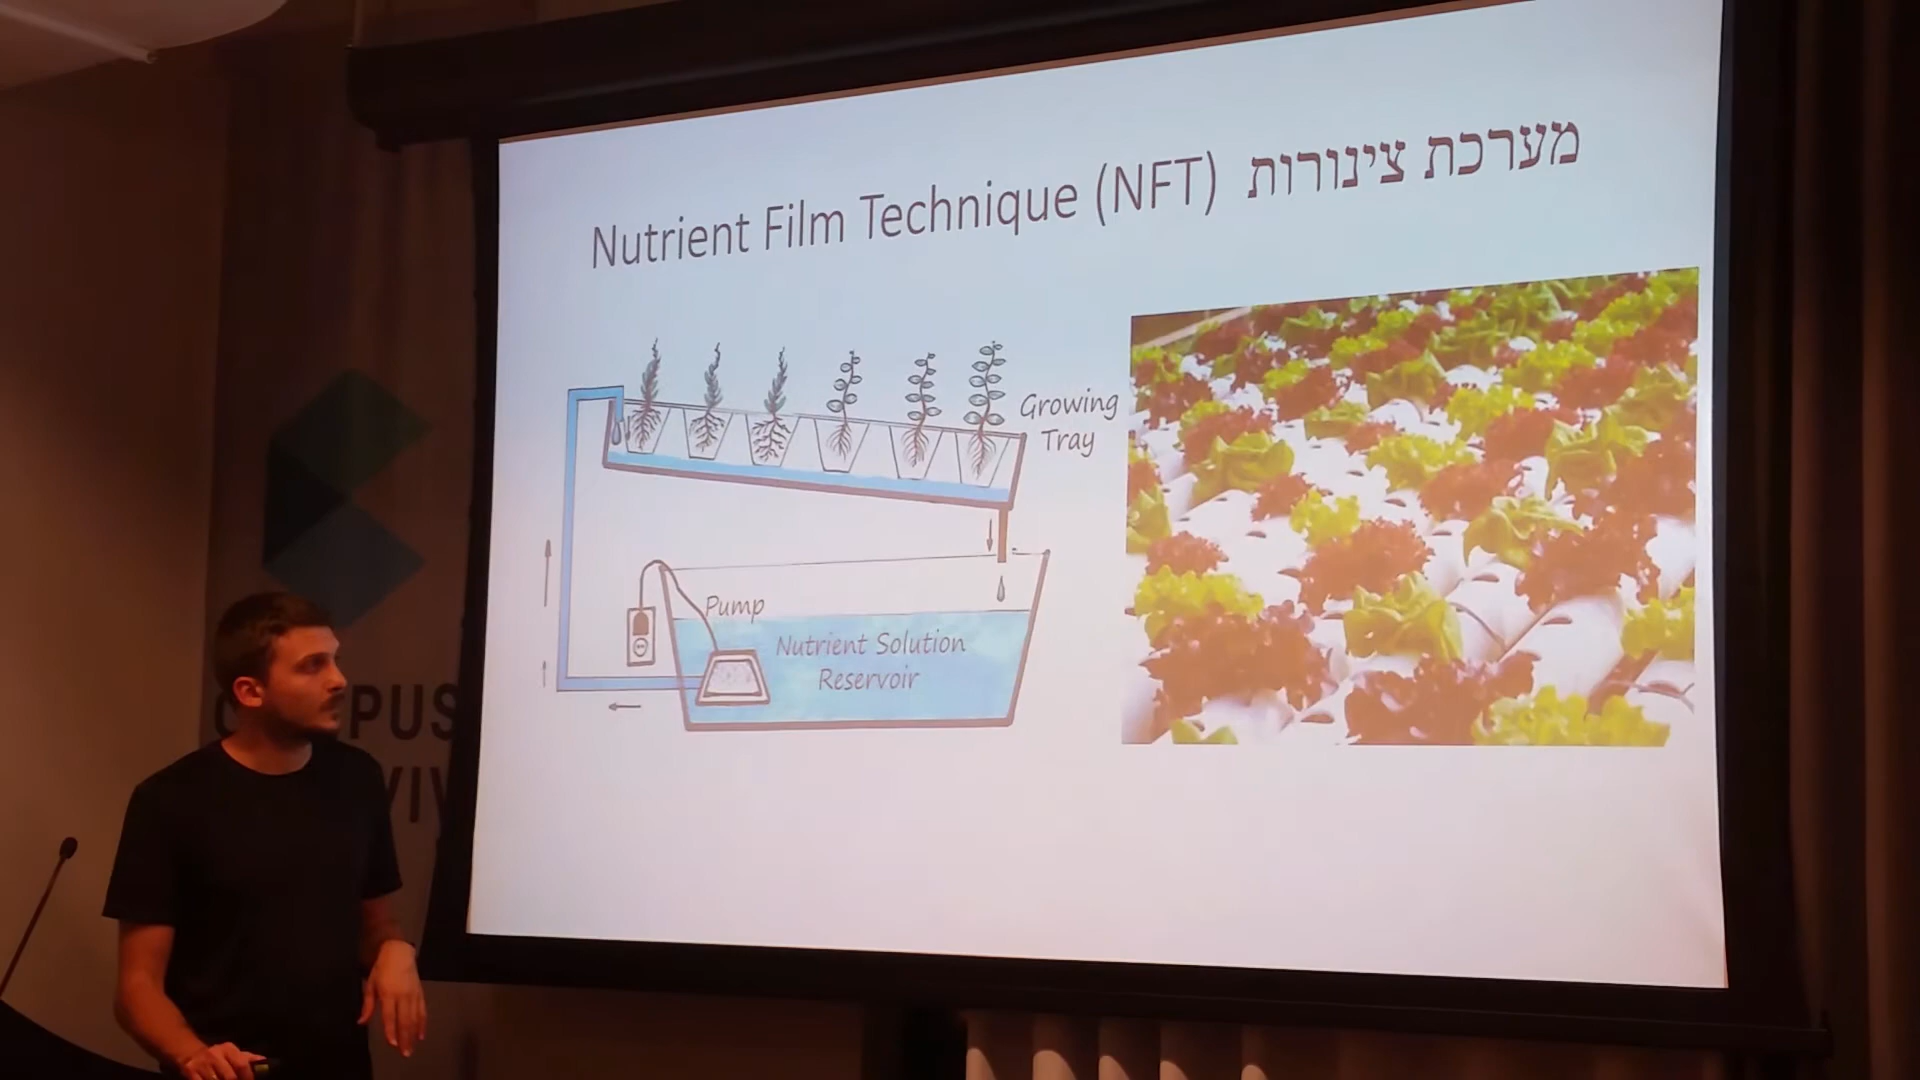 Nutrient Film Technique (NFT) מערכת צינורות
Growing
Tray
Pump
Nutrient Solution
Reservoir